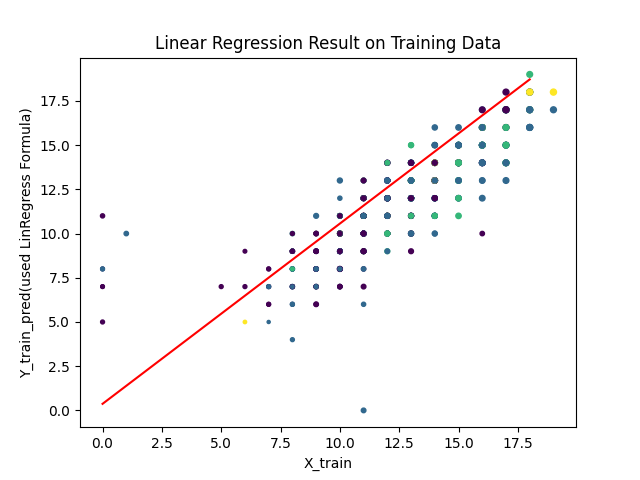 Linear Regression Result on Training Data
Y_train_pred(used LinRegress Formula)
17.5
15.0
12.5
10.0
7.5
5.0
2.5
0.0
0.0 2.5 5.0 7.5 10.0 12.5 15.0 17.5
X_train